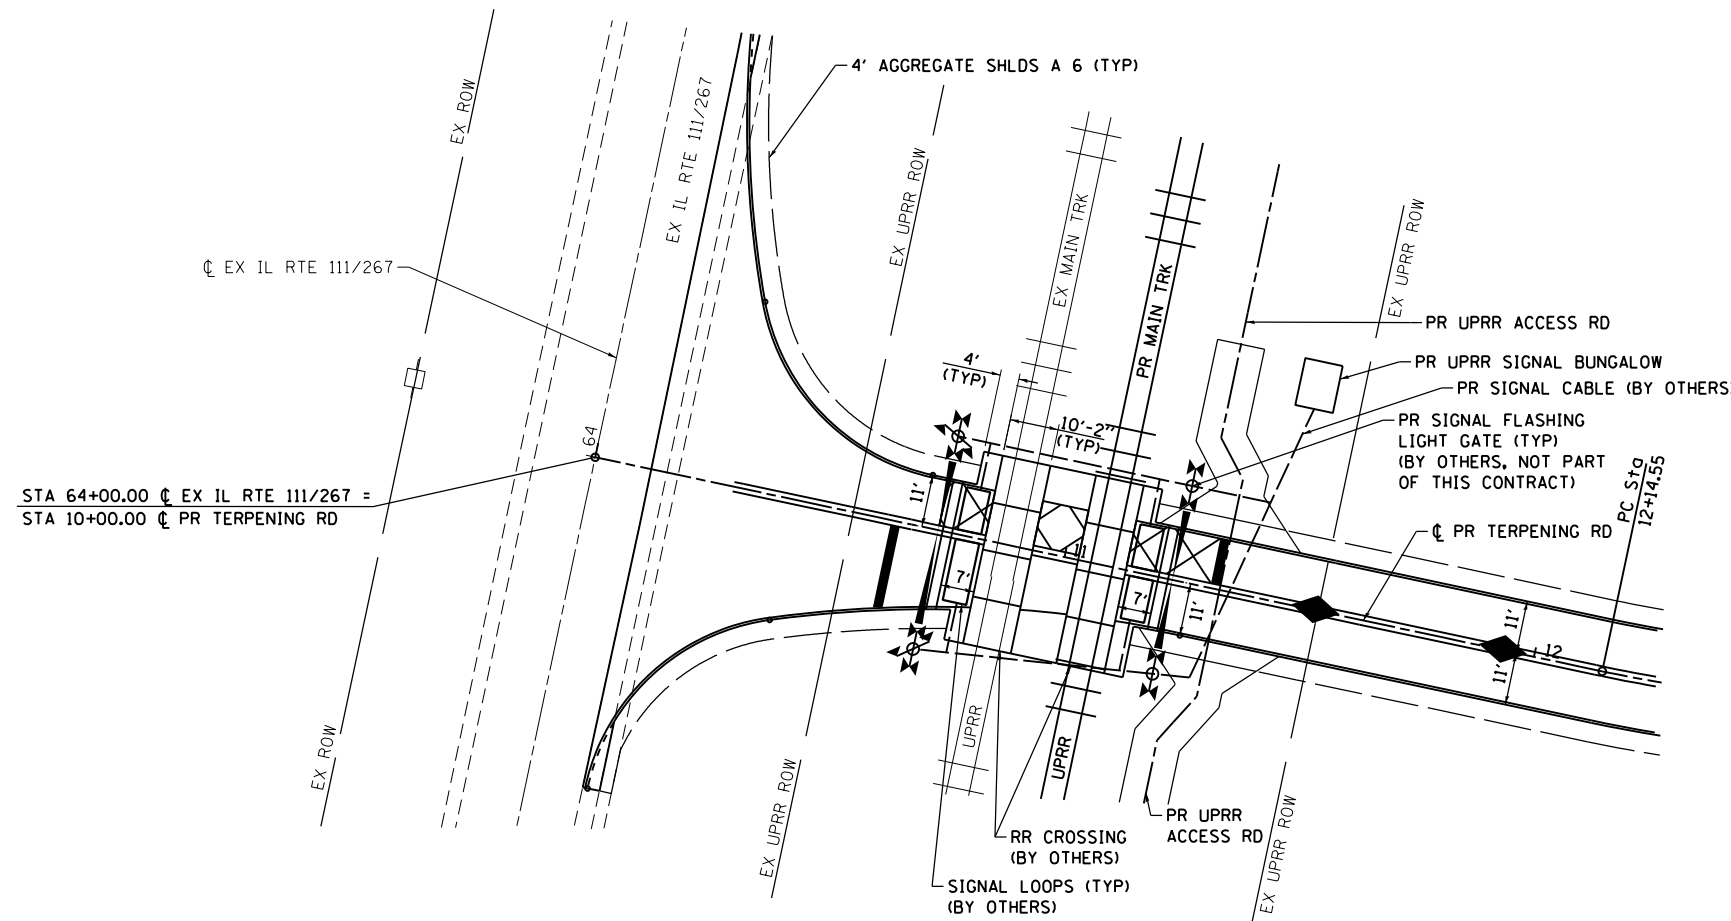 4' AGGREGATE SHLDS A 6 (TYP)
EX ROW
EX IL RTE 111/267
EX UPRR ROW
EX MAIN TRK
PR MAIN TRK
EX UPRR ROW
℄ EX IL RTE 111/267
PR UPRR ACCESS RD
PR UPRR SIGNAL BUNGALOW
PR SIGNAL CABLE (BY OTHERS)
PR SIGNAL FLASHING
LIGHT GATE (TYP)
(BY OTHERS, NOT PART
OF THIS CONTRACT)
4'
(TYP)
10'-2"
(TYP)
64
STA 64+00.00 ℄ EX IL RTE 111/267 =
STA 10+00.00 ℄ PR TERPENING RD
11'
11
7'
7'
11'
PC Sta
12+14.55
℄ PR TERPENING RD
11'
11'
12
EX ROW
EX UPRR ROW
UPRR
UPRR
PR UPRR
ACCESS RD
EX UPRR ROW
RR CROSSING
(BY OTHERS)
SIGNAL LOOPS (TYP)
(BY OTHERS)